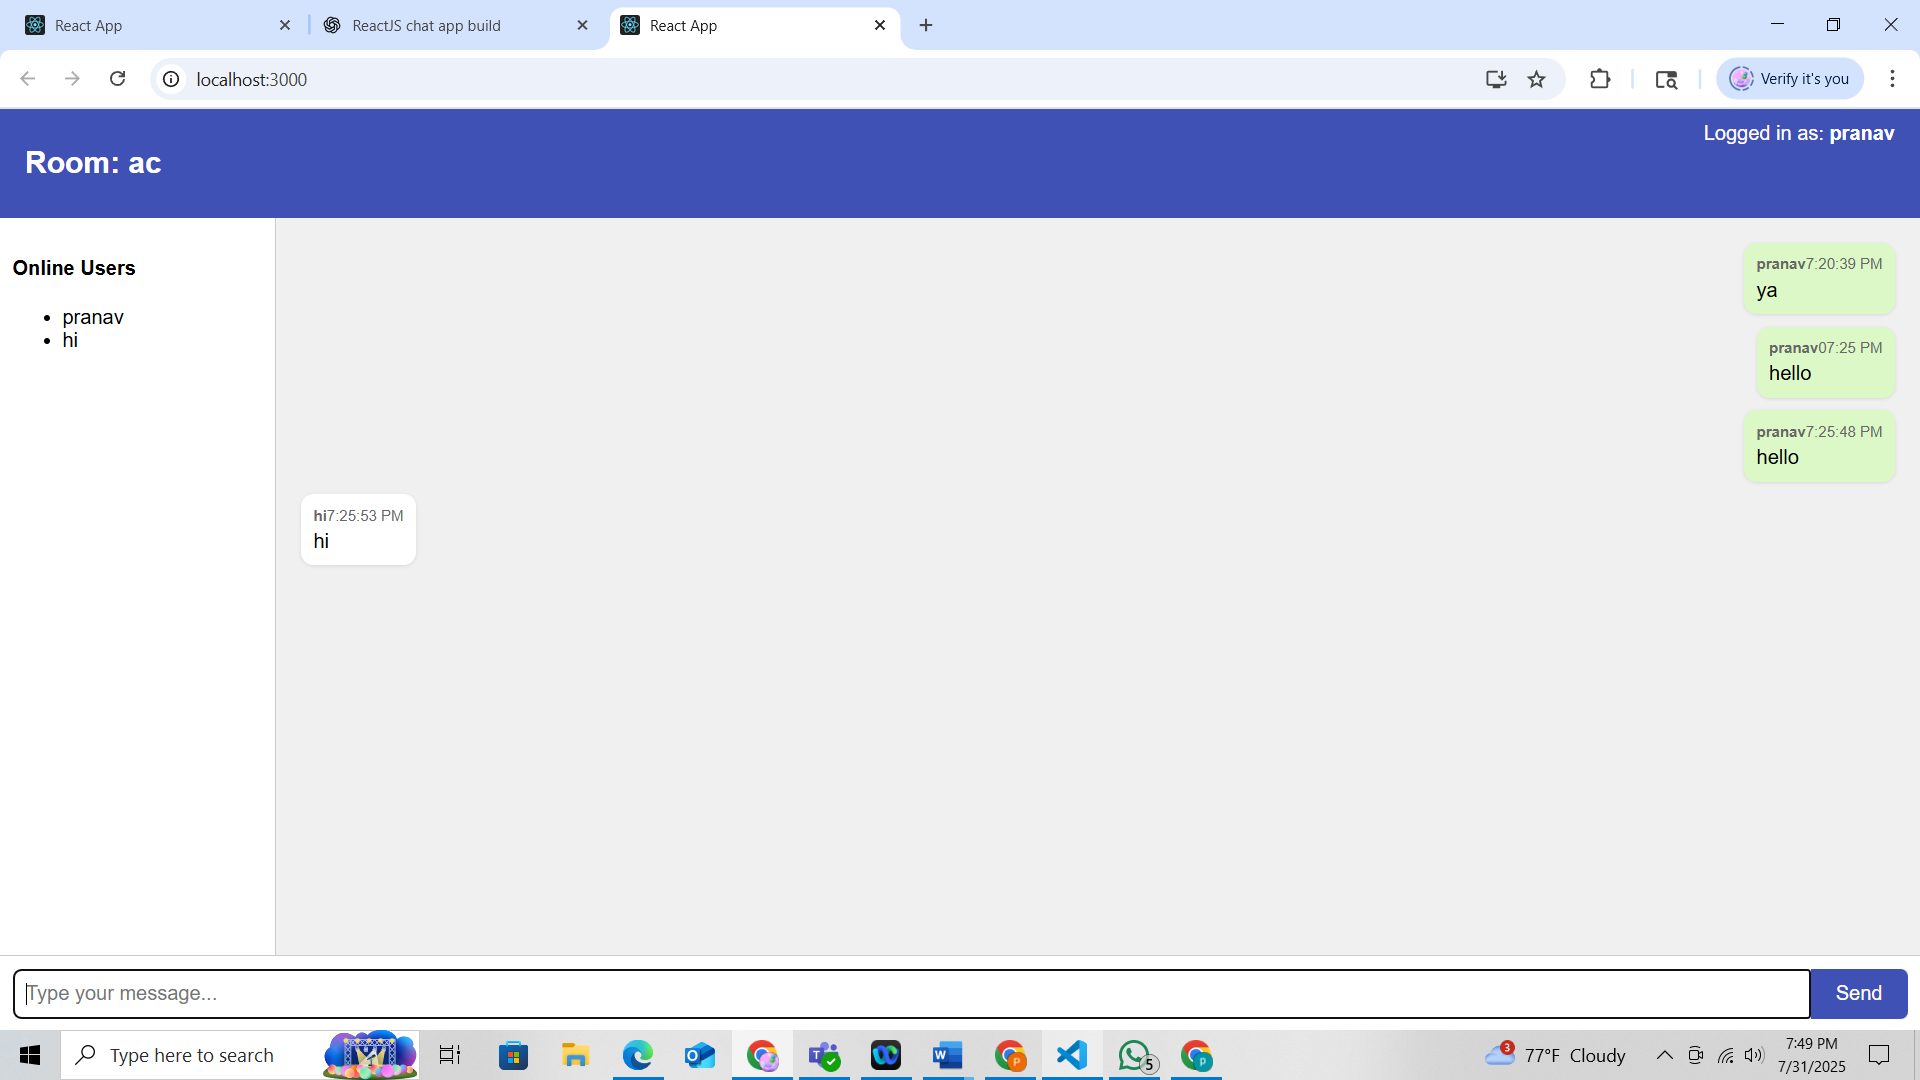 React App
ReactJS chat app build
React App
localhost:3000
Verify it's you
Logged in as: pranav
Room: ac
Online Users
pranav
hi
pranav7:20:39 PM
ya
pranav07:25 PM
hello
pranav7:25:48 PM
hello
hi7:25:53 PM
hi
Type your message...
Send
Type here to search
5
3
77°F Cloudy
7:49 PM
7/31/2025